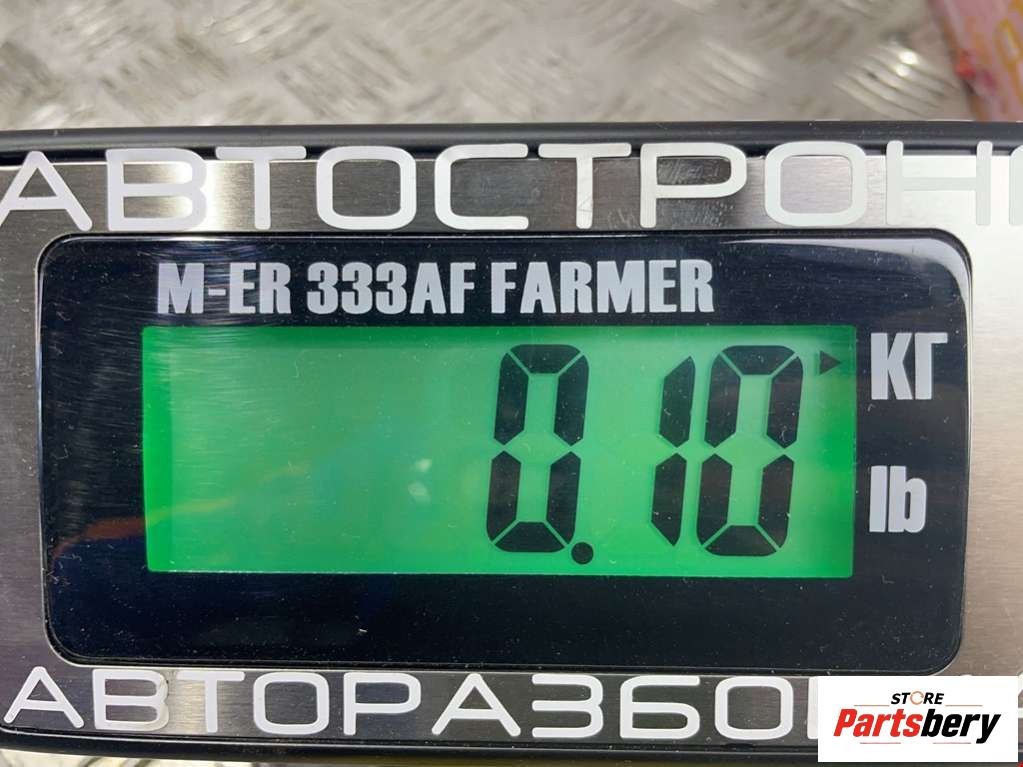 АВТОСТРОН
M-ER 333AF FARMER
0.10
КГ
lb
АВТОРАЗБО
STORE
Partsbery